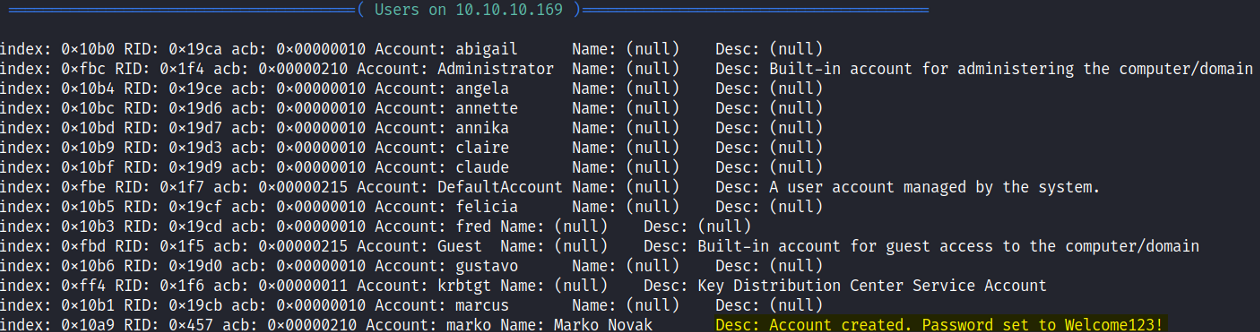 ===================================( Users on 10.10.10.169 )===================================
index: 0×10b0 RID: 0×19ca acb: 0×00000010 Account: abigail Name: (null) Desc: (null)
index: 0×fbc RID: 0×1f4 acb: 0×00000210 Account: Administrator Name: (null) Desc: Built-in account for administering the computer/domain
index: 0×10b4 RID: 0×19ce acb: 0×00000010 Account: angela Name: (null) Desc: (null)
index: 0×10bc RID: 0×19d6 acb: 0×00000010 Account: annette Name: (null) Desc: (null)
index: 0×10bd RID: 0×19d7 acb: 0×00000010 Account: annika Name: (null) Desc: (null)
index: 0×10b9 RID: 0×19d3 acb: 0×00000010 Account: claire Name: (null) Desc: (null)
index: 0×10bf RID: 0×19d9 acb: 0×00000010 Account: claude Name: (null) Desc: (null)
index: 0×fbe RID: 0×1f7 acb: 0×00000215 Account: DefaultAccount Name: (null) Desc: A user account managed by the system.
index: 0×10b5 RID: 0×19cf acb: 0×00000010 Account: felicia Name: (null) Desc: (null)
index: 0×10b3 RID: 0×19cd acb: 0×00000010 Account: fred Name: (null) Desc: (null)
index: 0×fbd RID: 0×1f5 acb: 0×00000215 Account: Guest Name: (null) Desc: Built-in account for guest access to the computer/domain
index: 0×10b6 RID: 0×19d0 acb: 0×00000010 Account: gustavo Name: (null) Desc: (null)
index: 0×ff4 RID: 0×1f6 acb: 0×00000011 Account: krbtgt Name: (null) Desc: Key Distribution Center Service Account
index: 0×10b1 RID: 0×19cb acb: 0×00000010 Account: marcus Name: (null) Desc: (null)
index: 0×10a9 RID: 0×457 acb: 0×00000210 Account: marko Name: Marko Novak Desc: Account created. Password set to Welcome123!